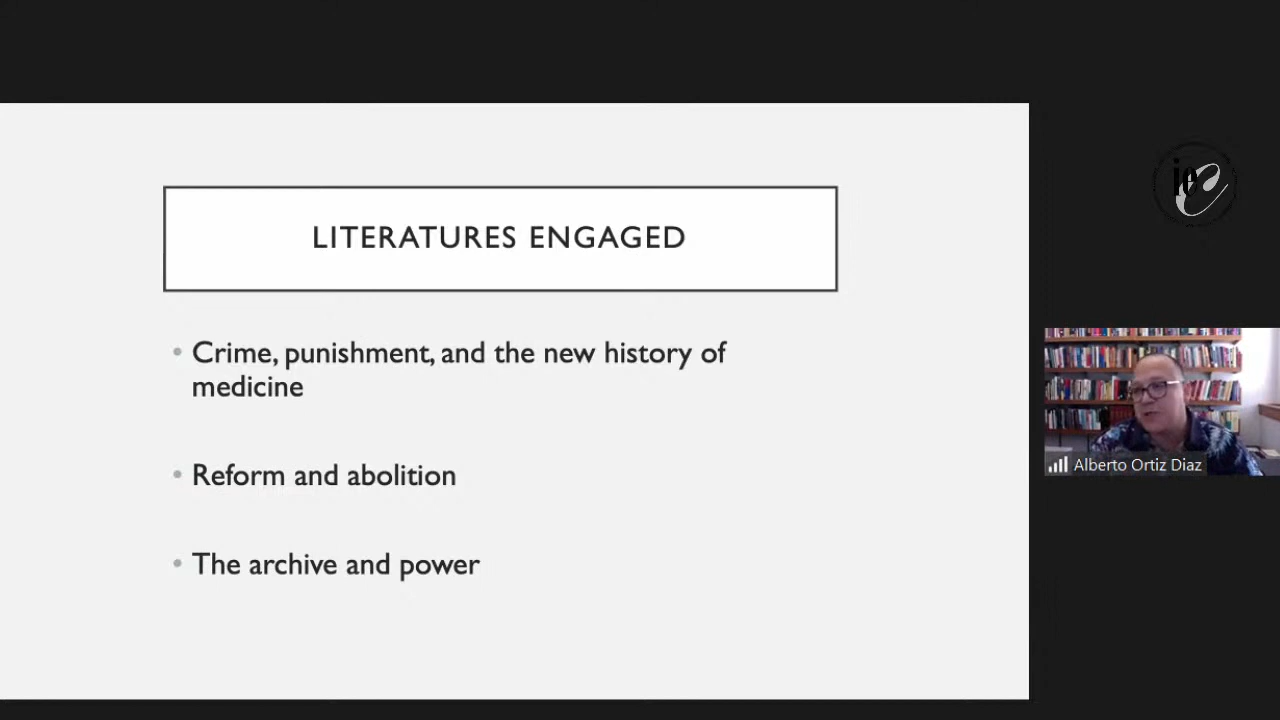 LITERATURES ENGAGED
• Crime, punishment, and the new history of
medicine
• Reform and abolition
• The archive and power
ie
C
Alberto Ortiz Diaz